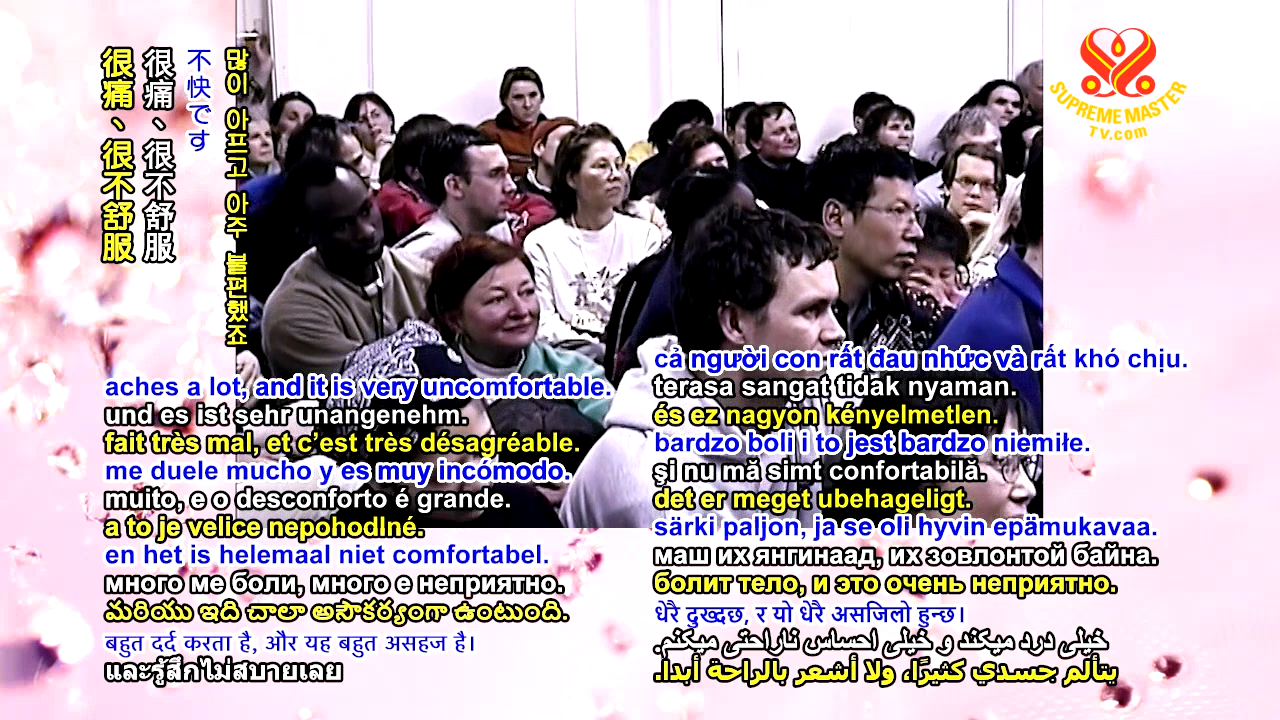 很痛、很不舒服
很痛、很不舒服
不快です
많이 아프고 아주 불편했죠
SUPREME MASTER
TV.com
aches a lot, and it is very uncomfortable.
und es ist sehr unangenehm.
fait très mal, et c’est très désagréable.
me duele mucho y es muy incómodo.
muito, e o desconforto é grande.
a to je velice nepohodlné.
en het is helemaal niet comfortabel.
много ме боли, много е неприятно.
మరియు ఇది చాలా అసౌకర్యంగా ఉంటుంది.
बहुत दर्द करता है, और यह बहुत असहज है।
และรู้สึกไม่สบายเลย
cả người con rất đau nhức và rất khó chịu.
terasa sangat tidak nyaman.
és ez nagyon kényelmetlen.
bardzo boli i to jest bardzo niemiłe.
şi nu mă simt confortabilă.
det er meget ubehageligt.
särki paljon, ja se oli hyvin epämukavaa.
маш их янгинаад, их зовлонтой байна.
болит тело, и это очень неприятно.
धेरै दुख्दछ, र यो धेरै असजिलो हुन्छ।
خیلی درد میکند و خیلی احساس ناراحتی میکنم.
يتألم جسدي كثيرًا، ولا أشعر بالراحة أبدا.